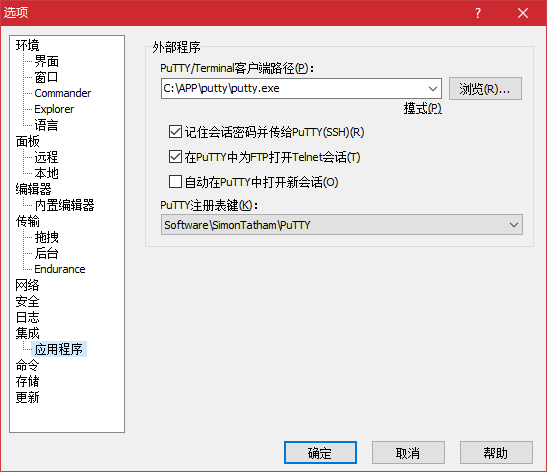 选项
环境
界面
窗口
Commander
Explorer
语言
面板
远程
本地
编辑器
内置编辑器
传输
拖拽
后台
Endurance
网络
安全
日志
集成
应用程序
命令
存储
更新
外部程序
PuTTY/Terminal客户端路径(P)：
C:\APP\putty\putty.exe
浏览(R)...
模式(P)
记住会话密码并传给PuTTY(SSH)(R)
在PuTTY中为FTP打开Telnet会话(T)
自动在PuTTY中打开新会话(O)
PuTTY注册表键(K)：
Software\SimonTatham\PuTTY
确定
取消
帮助